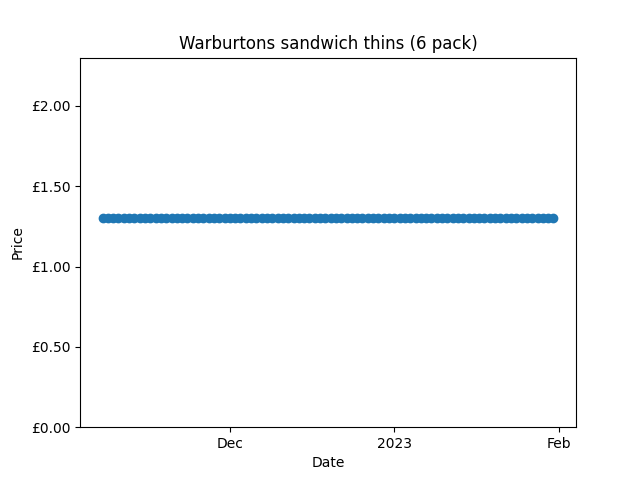 Warburtons sandwich thins (6 pack)
£2.00
£1.50
£1.00
£0.50
£0.00
Price
Dec
2023
Feb
Date